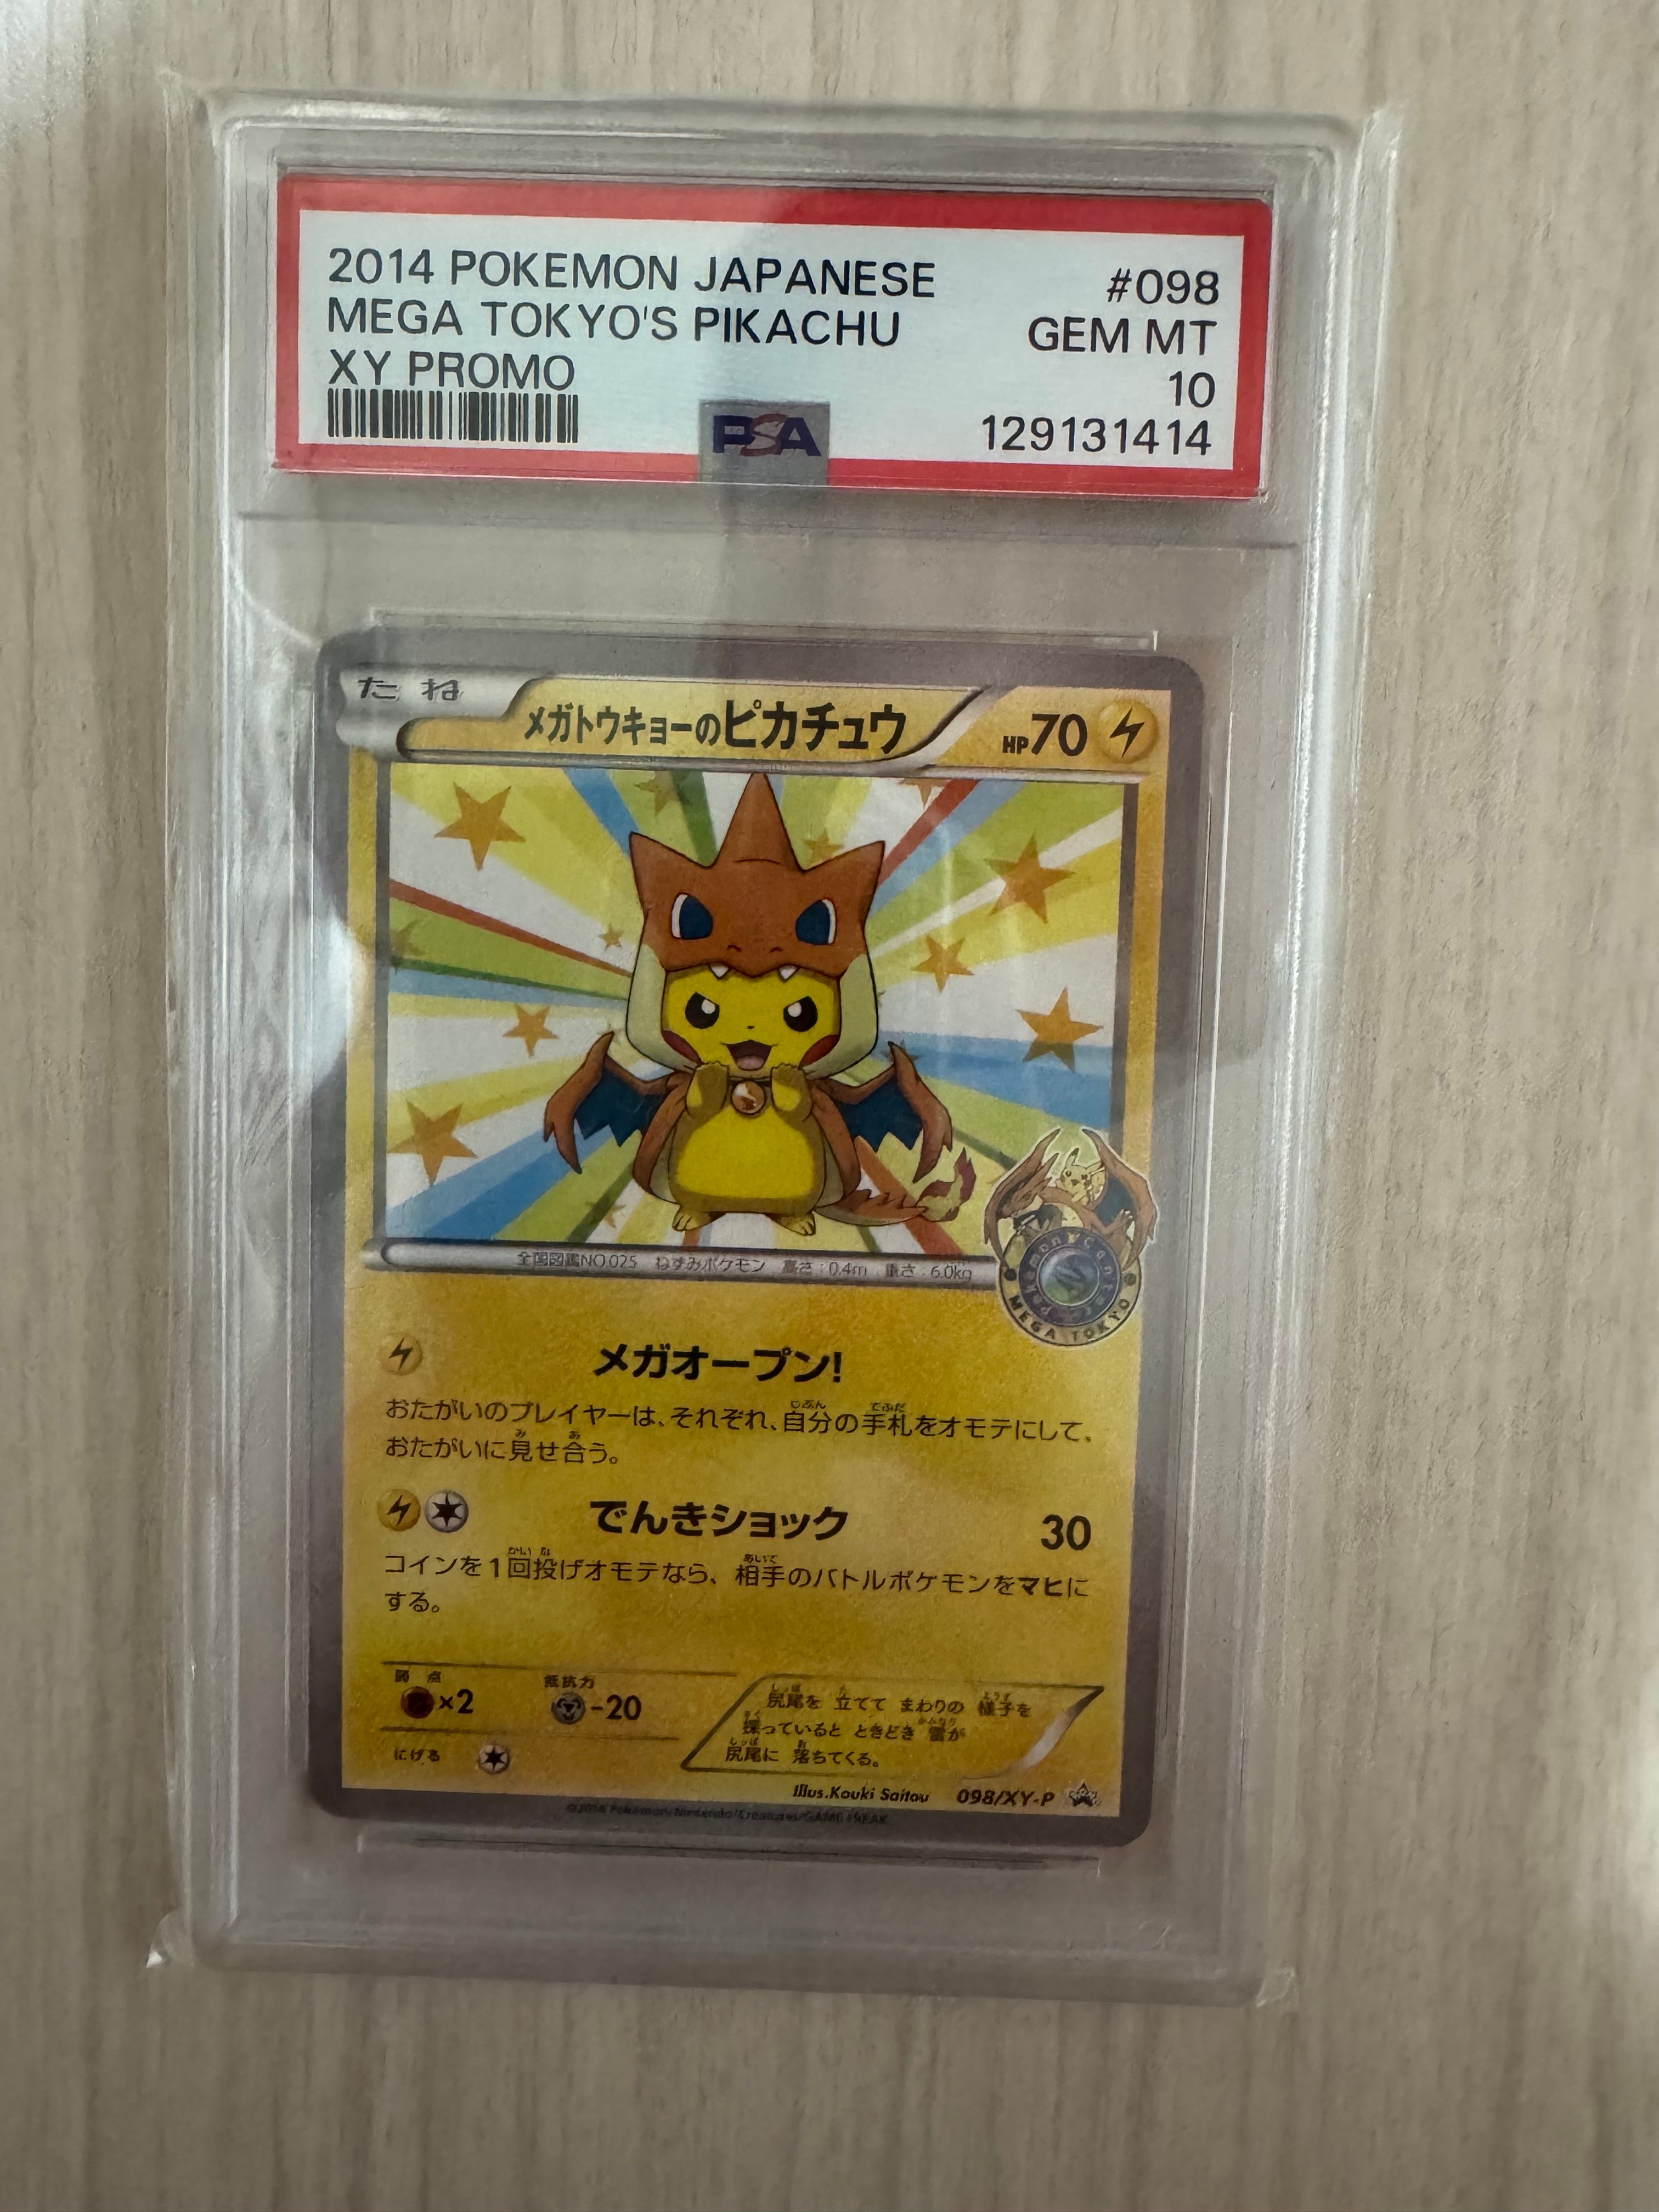 2014 POKEMON JAPANESE #098
MEGA TOKYO'S PIKACHU GEM MT
XY PROMO 10
PSA 129131414
たね メガトウキョーのピカチュウ HP70
全国図鑑NO.025 ねずみポケモン 高さ:0.4m 重さ:6.0kg
Pokémon Center
MEGA TOKYO
メガオープン!
おたがいのプレイヤーは、それぞれ、自分の手札をオモテにして、
おたがいに見せ合う。
でんきショック 30
コインを1回投げオモテなら、相手のバトルポケモンをマヒに
する。
弱点 抵抗力
×2 -20
にげる
尻尾を 立てて まわりの 様子を
探っていると ときどき 雷が
尻尾に 落ちてくる。
Illus.Kouki Saitou 098/XY-P
©2014 Pokémon/Nintendo/Creatures/GAME FREAK.